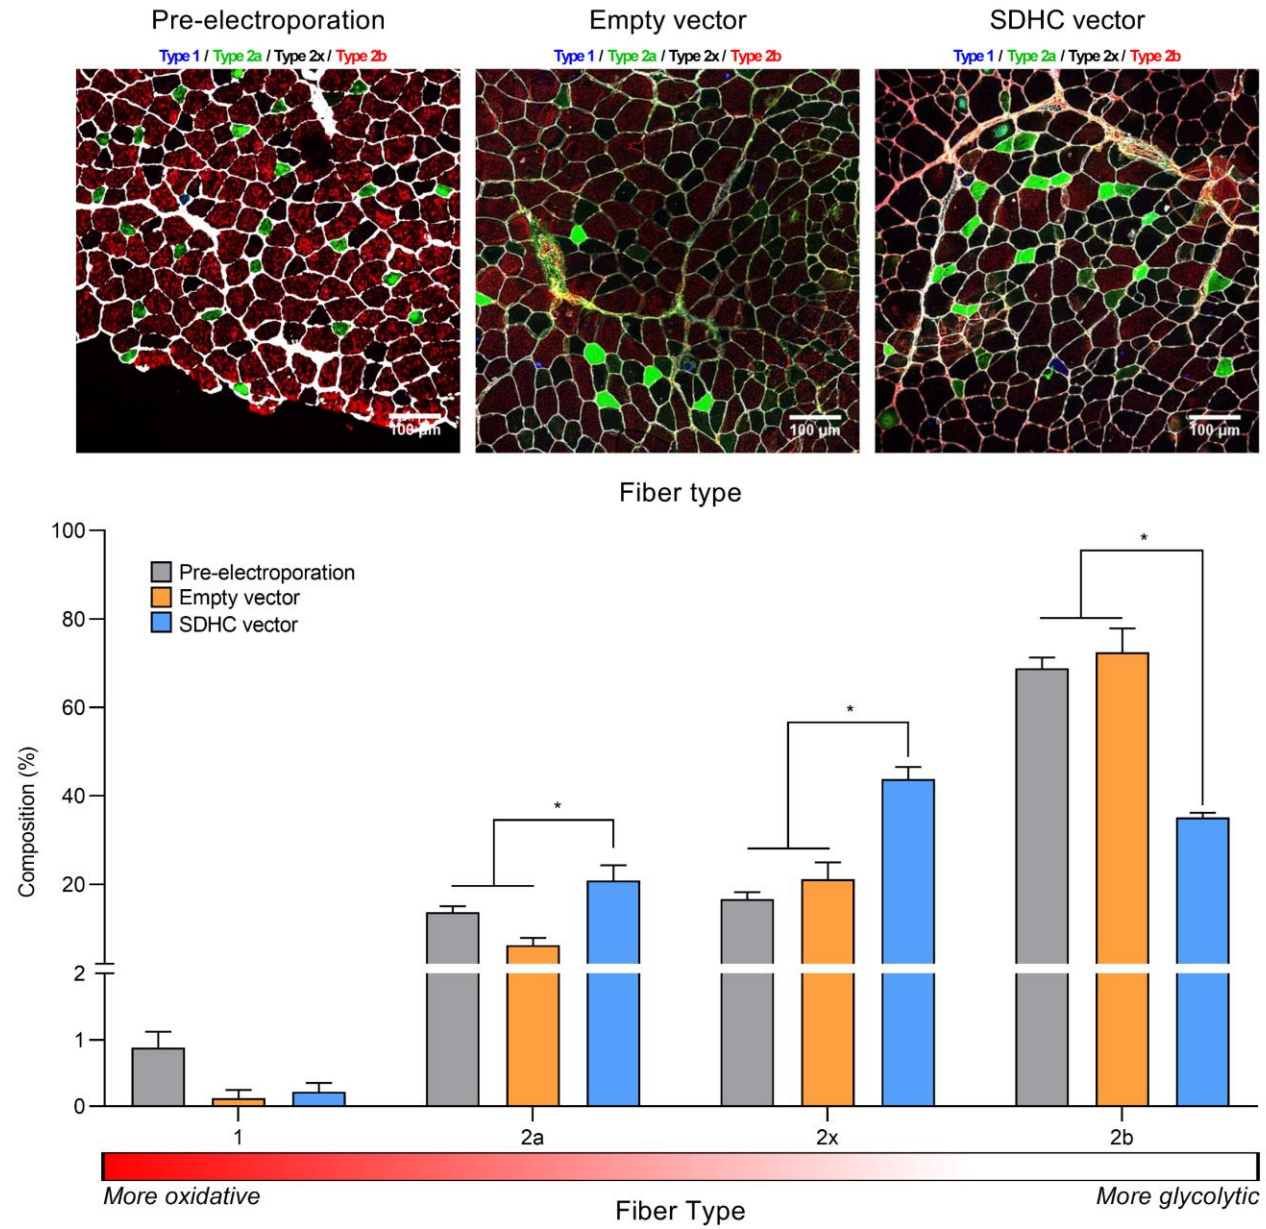 Pre-electroporation
Empty vector
SDHC vector
Type 1 / Type 2a / Type 2x / Type 2b
Type 1 / Type 2a / Type 2x / Type 2b
Type 1 / Type 2a / Type 2x / Type 2b
100 µm
100 µm
100 µm
Fiber type
100
80
60
40
20
2
2
1
0
Composition (%)
Pre-electroporation
Empty vector
SDHC vector
*
*
*
1
2a
2x
2b
More oxidative
More glycolytic
Fiber Type